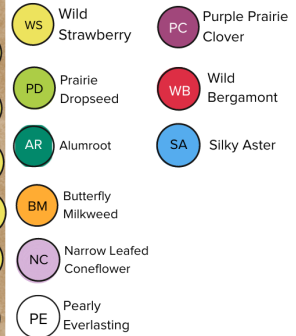 WS
Wild
Strawberry
PD
Prairie
Dropseed
AR
Alumroot
BM
Butterfly
Milkweed
NC
Narrow Leafed
Coneflower
PE
Pearly
Everlasting
PC
Purple Prairie
Clover
WB
Wild
Bergamont
SA
Silky Aster